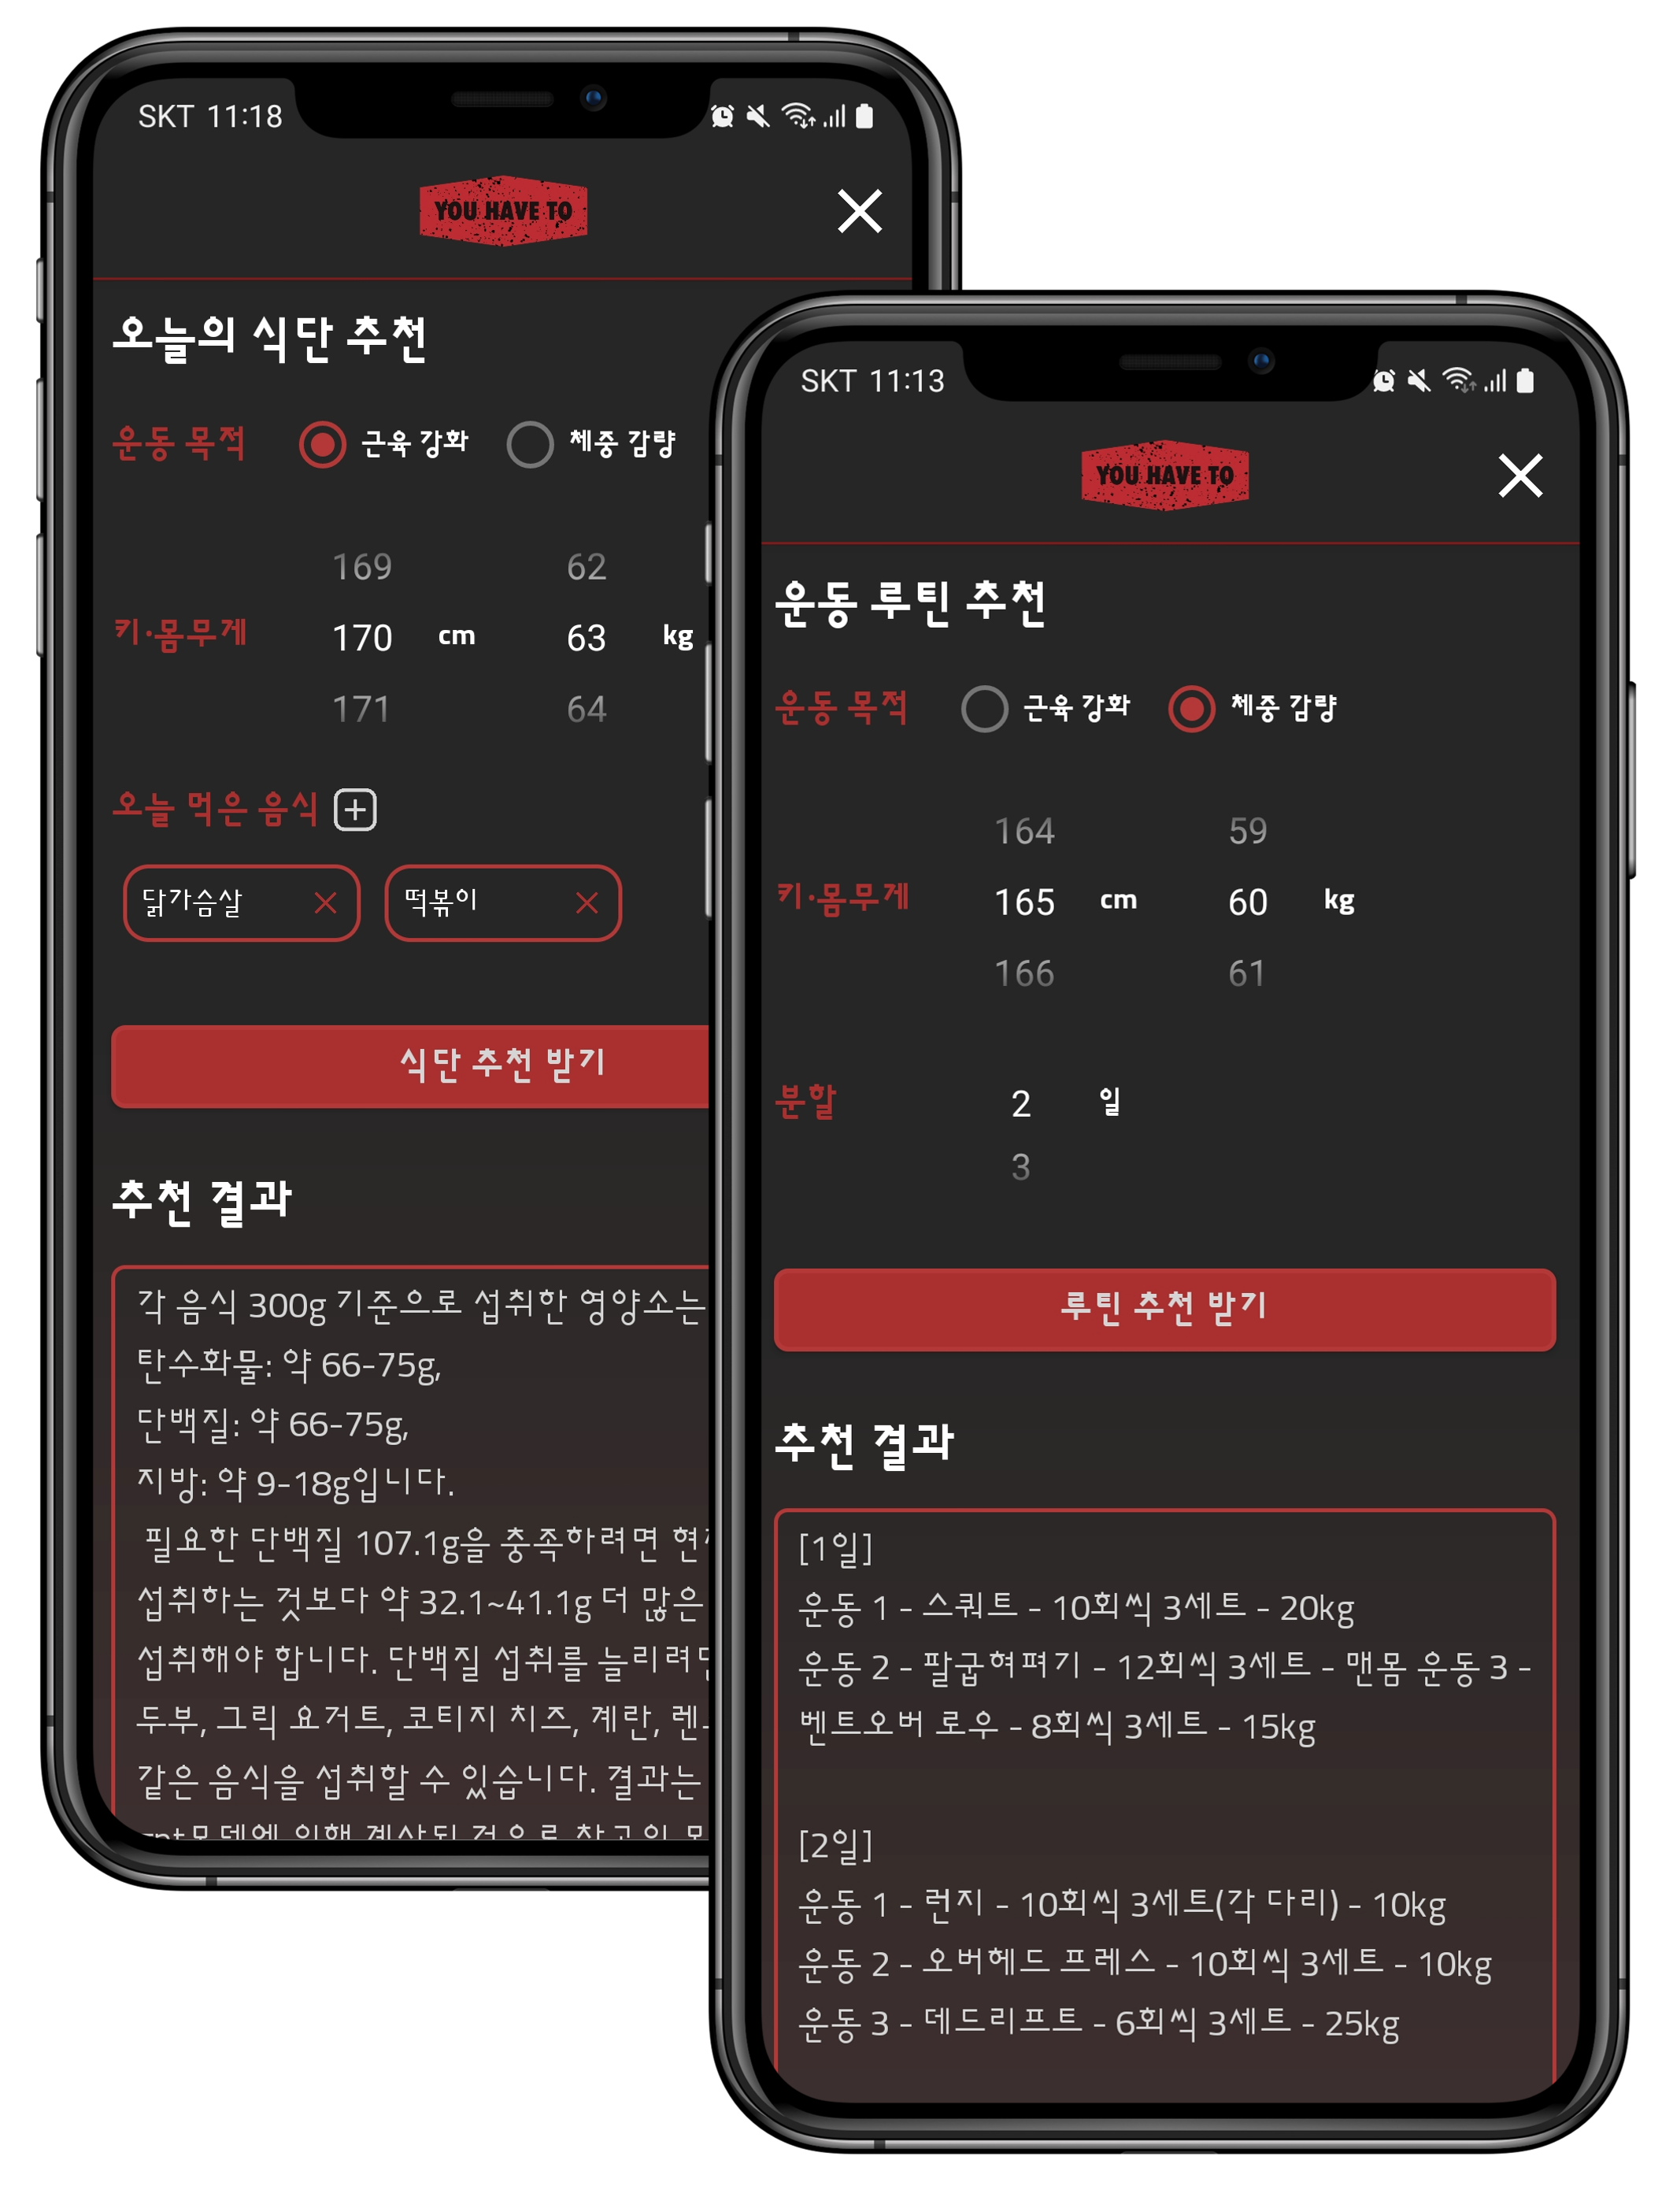 SKT 11:18
YOU HAVE TO
오늘의 식단 추천
운동 목적 근육 강화 체중 감량
169 62
키·몸무게 170 cm 63 kg
171 64
오늘 먹은 음식
닭가슴살 떡볶이
식단 추천 받기
추천 결과
각 음식 300g 기준으로 섭취한 영양소는
탄수화물: 약 66-75g,
단백질: 약 66-75g,
지방: 약 9-18g입니다.
필요한 단백질 107.1g을 충족하려면
섭취하는 것보다 약 32.1~41.1g 더 많은
섭취해야 합니다. 단백질 섭취를
두부, 그릭 요거트, 코티지 치즈, 계란,
같은 음식을 섭취할 수 있습니다. 결과는
SKT 11:13
YOU HAVE TO
운동 루틴 추천
운동 목적 근육 강화 체중 감량
164 59
키·몸무게 165 cm 60 kg
166 61
분할 2 일
3
루틴 추천 받기
추천 결과
[1일]
운동 1 - 스쿼트 - 10회씩 3세트 - 20kg
운동 2 - 팔굽혀펴기 - 12회씩 3세트 - 맨몸 운동 3 -
벤트오버 로우 - 8회씩 3세트 - 15kg
[2일]
운동 1 - 런지 - 10회씩 3세트(각 다리) - 10kg
운동 2 - 오버헤드 프레스 - 10회씩 3세트 - 10kg
운동 3 - 데드리프트 - 6회씩 3세트 - 25kg